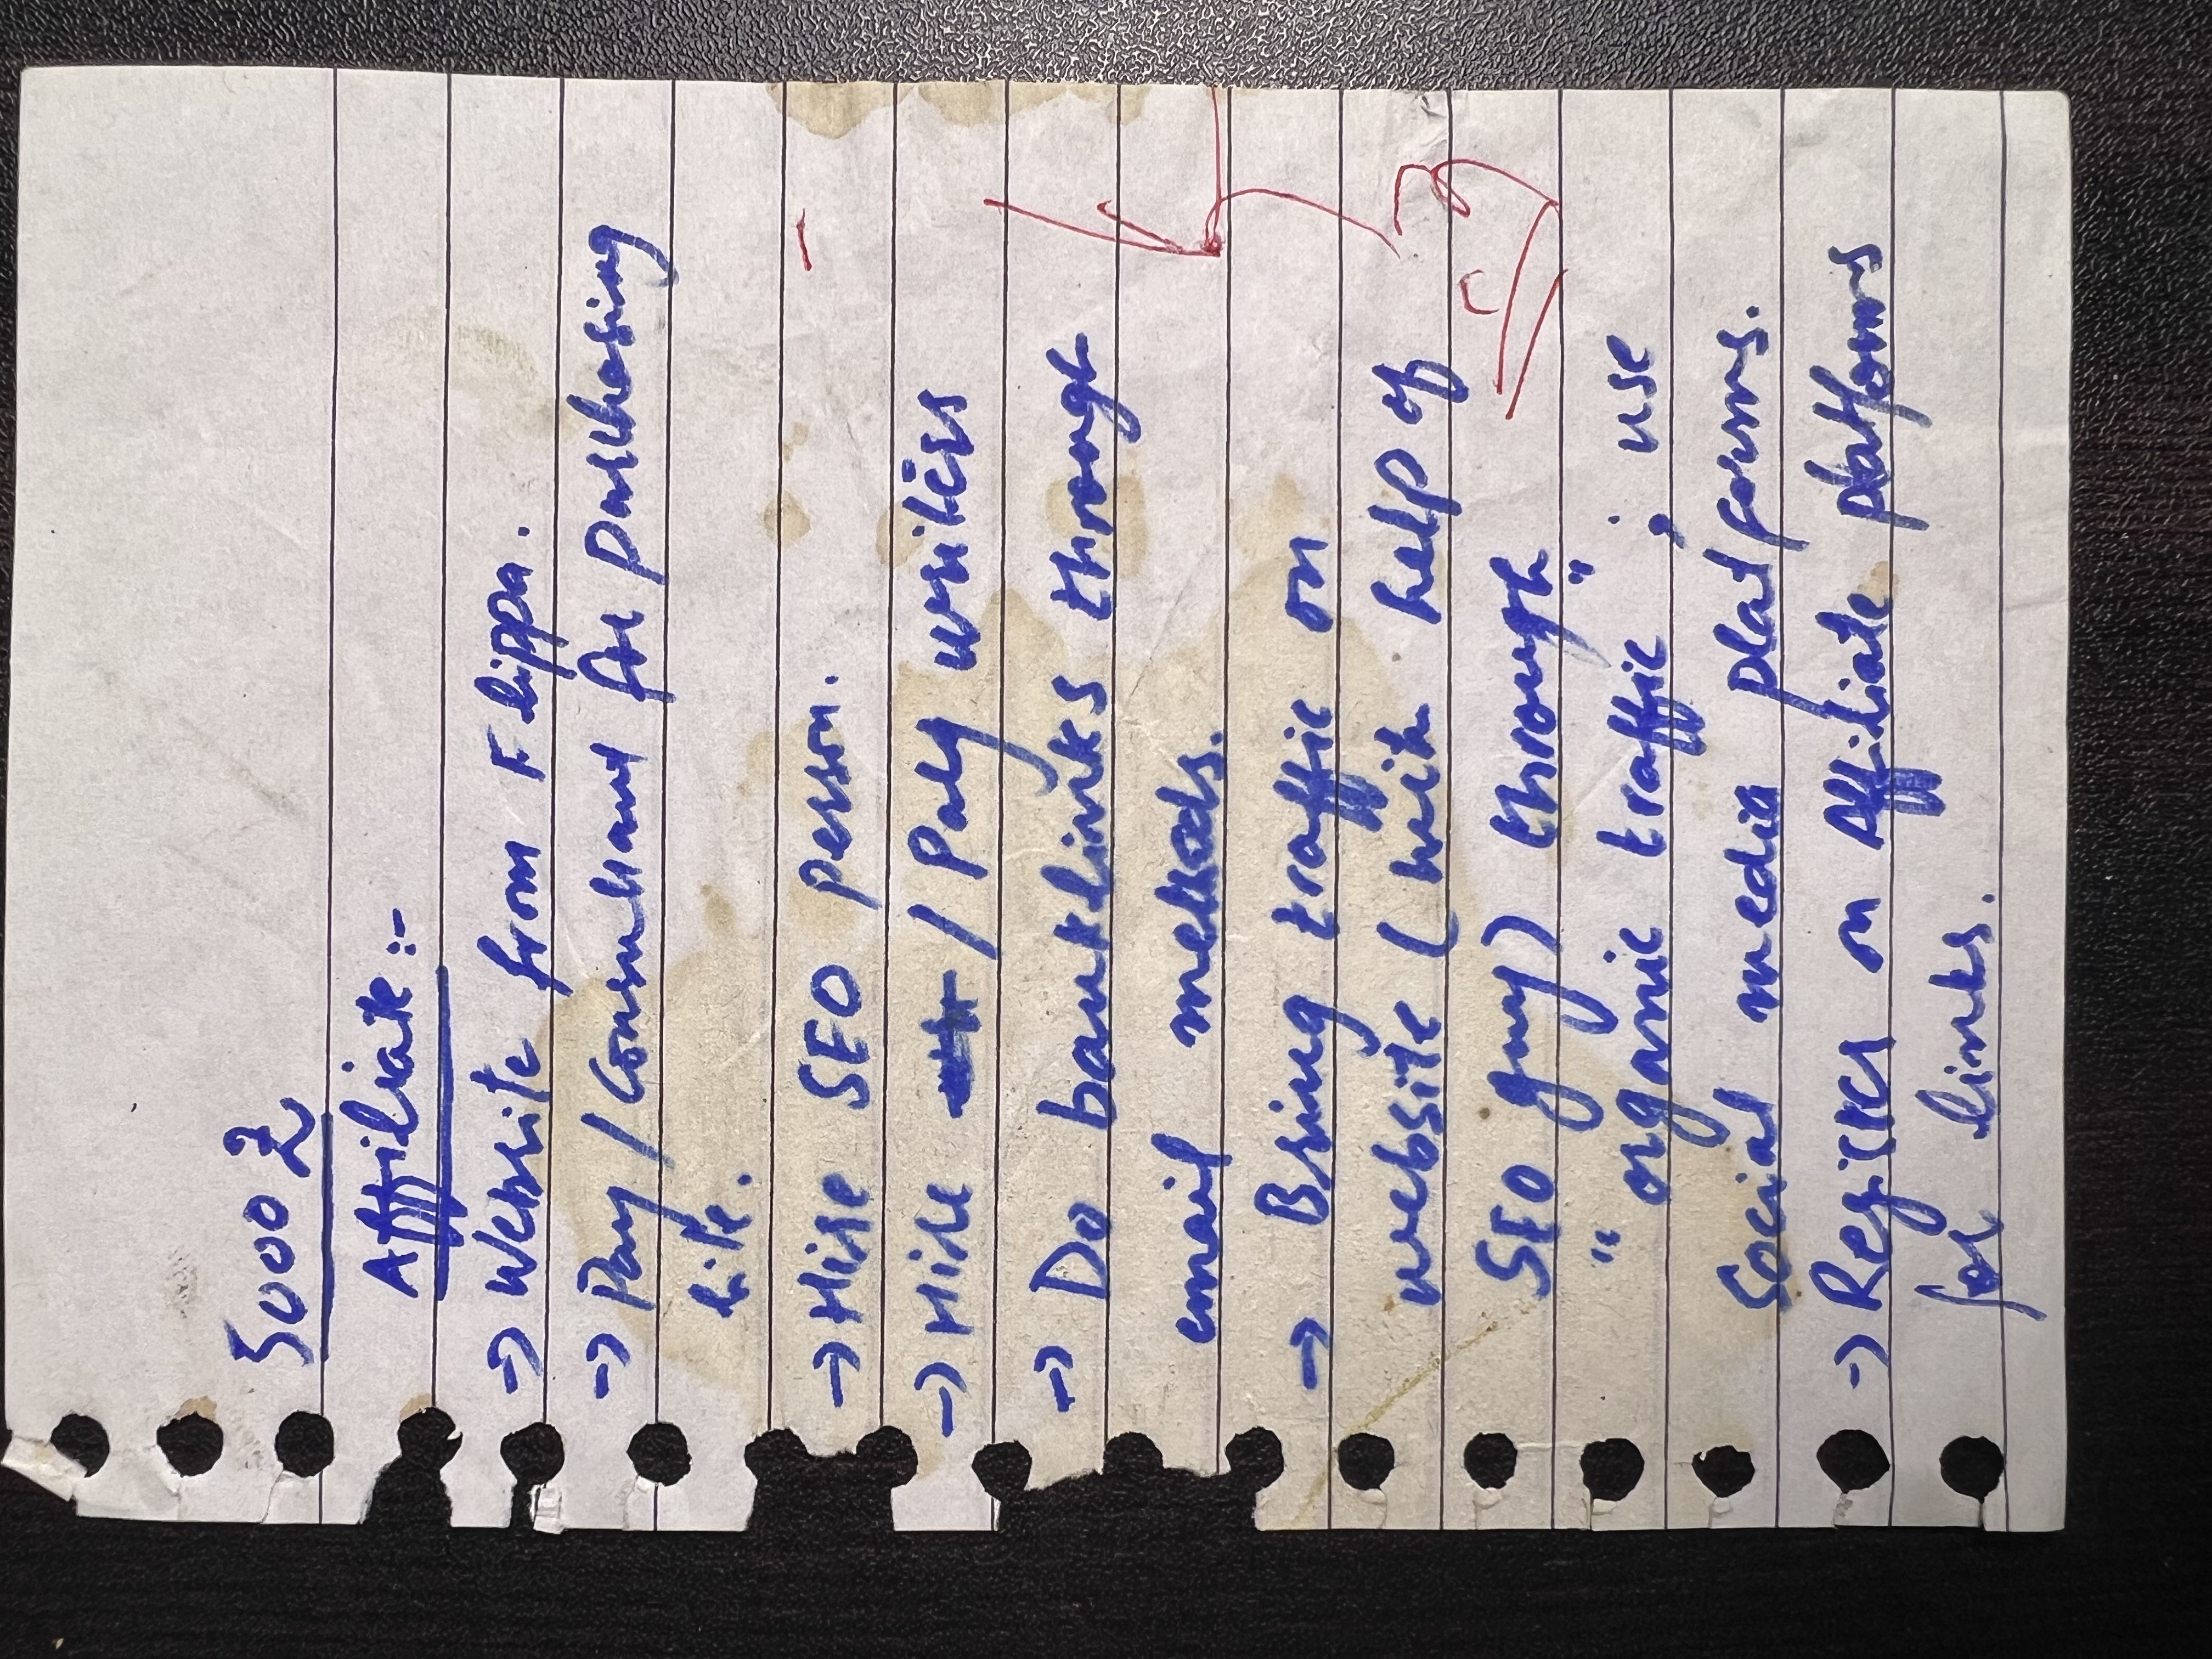 5000
Affiliate :-
→ Website from Flippa.
→ Pay / Consultant for purchasing
site.
→ Hire SEO person.
→ Hire / Paly writers
→ Do banklinks through
email methods.
→ Bring traffic on
website (with help of
SEO guy) through
" organic traffic " ; use
Social media platforms.
→ Register on Affiliate platforms
for links.